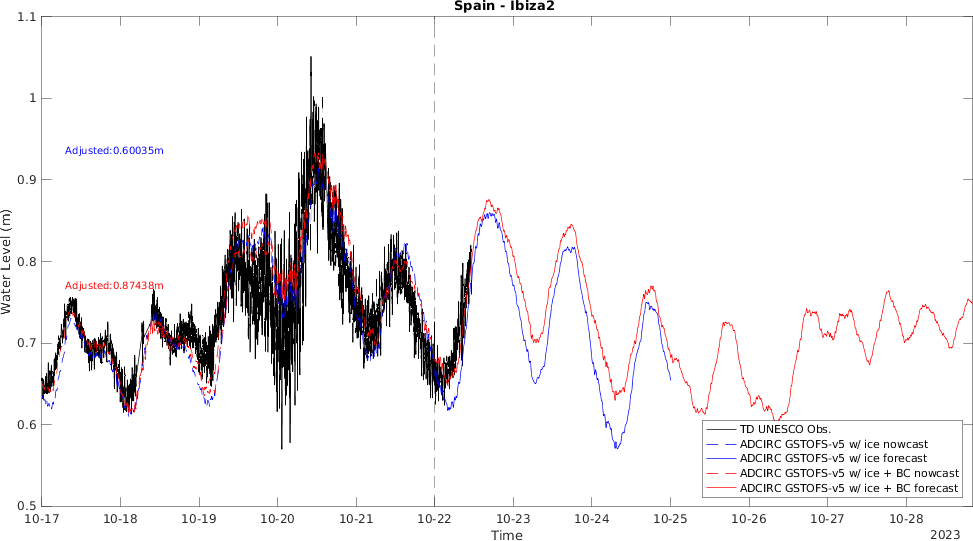 Spain - Ibiza2
1.1
1
0.9
0.8
0.7
0.6
0.5
Water Level (m)
Adjusted:0.60035m
Adjusted:0.87438m
TD UNESCO Obs.
ADCIRC GSTOFS-v5 w/ ice nowcast
ADCIRC GSTOFS-v5 w/ ice forecast
ADCIRC GSTOFS-v5 w/ ice + BC nowcast
ADCIRC GSTOFS-v5 w/ ice + BC forecast
10-17 10-18 10-19 10-20 10-21 10-22 10-23 10-24 10-25 10-26 10-27 10-28
Time
2023